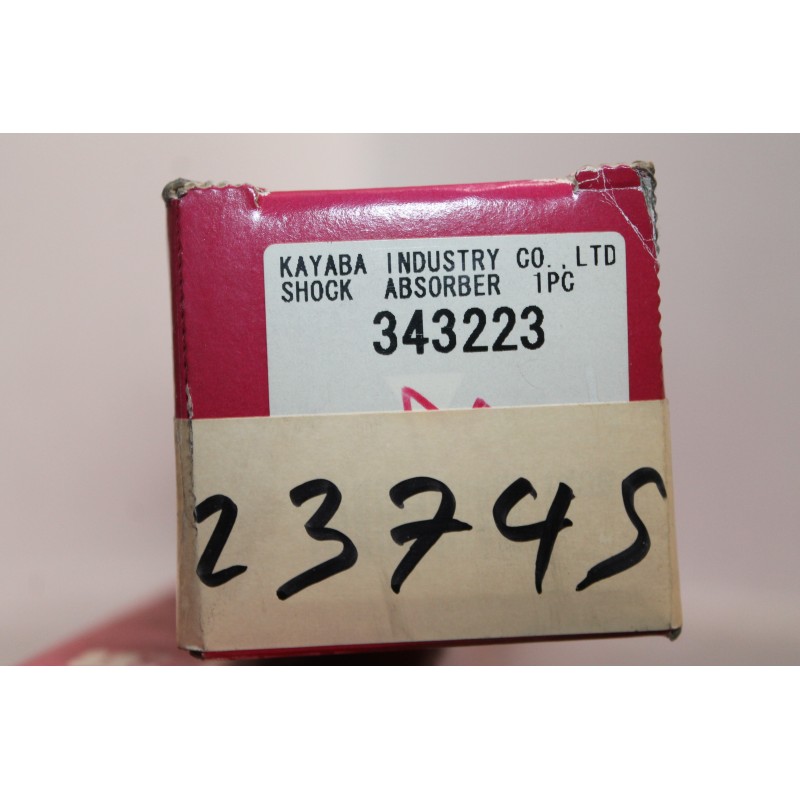 KAYABA INDUSTRY CO.,LTD
SHOCK ABSORBER 1PC
343223
23745